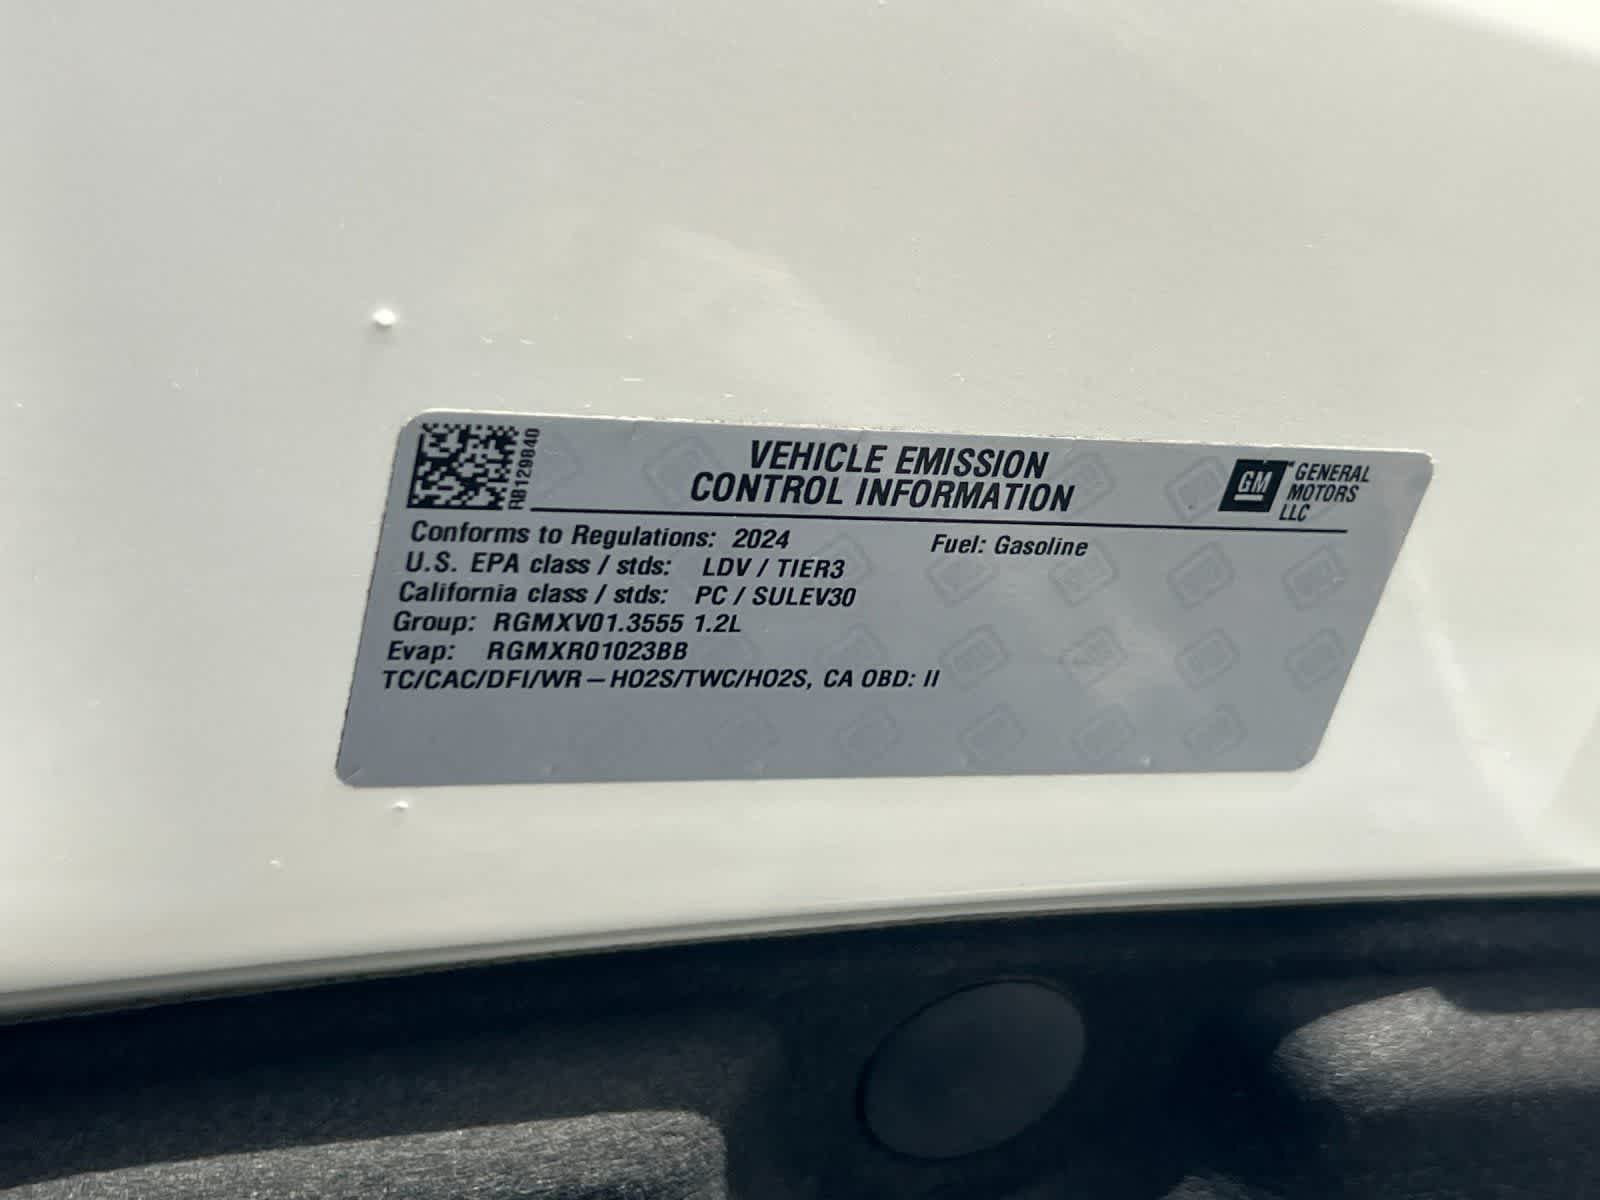 RB129840
VEHICLE EMISSION
CONTROL INFORMATION
GM
GENERAL
MOTORS
LLC
Conforms to Regulations: 2024
Fuel: Gasoline
U.S. EPA class / stds: LDV / TIER3
California class / stds: PC / SULEV30
Group: RGMXV01.3555 1.2L
Evap: RGMXR01023BB
TC/CAC/DFI/WR-HO2S/TWC/HO2S, CA OBD: II